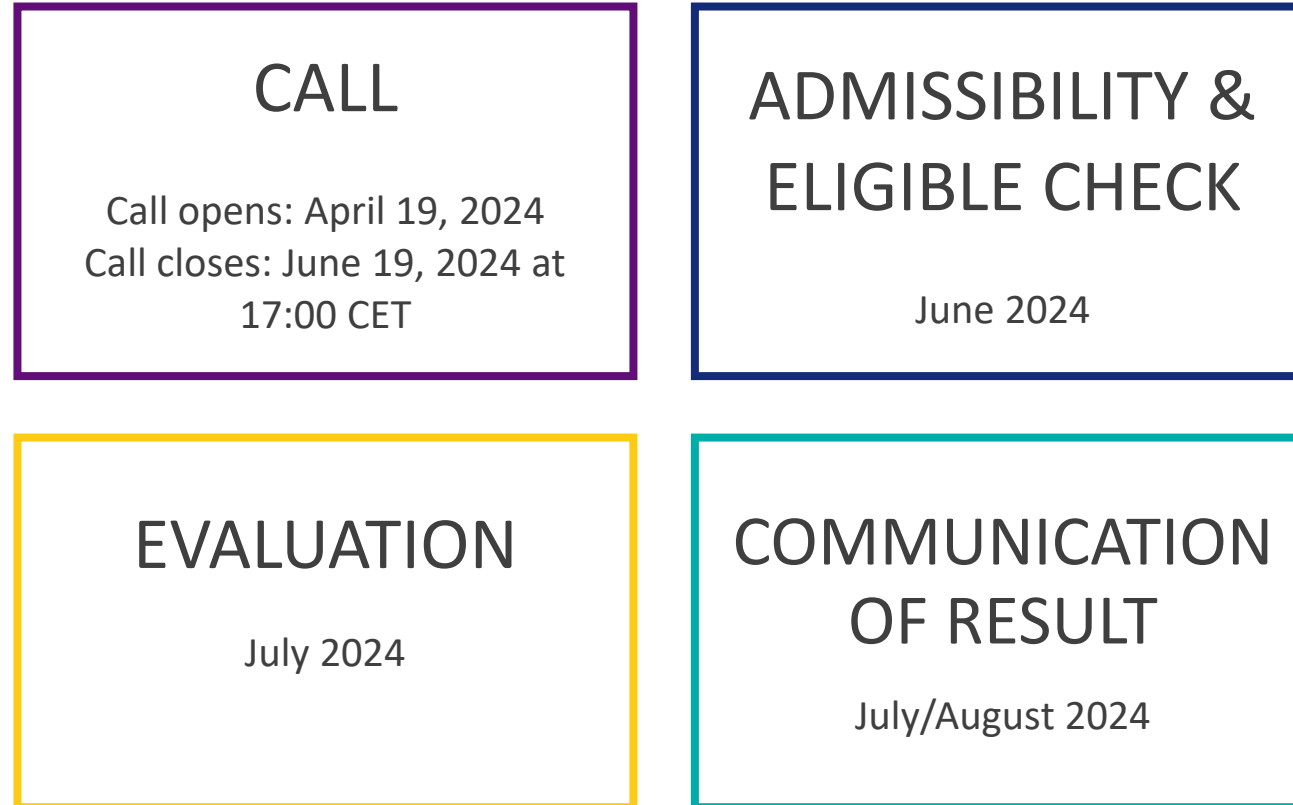 CALL
Call opens: April 19, 2024
Call closes: June 19, 2024 at
17:00 CET
ADMISSIBILITY &
ELIGIBLE CHECK
June 2024
EVALUATION
July 2024
COMMUNICATION
OF RESULT
July/August 2024